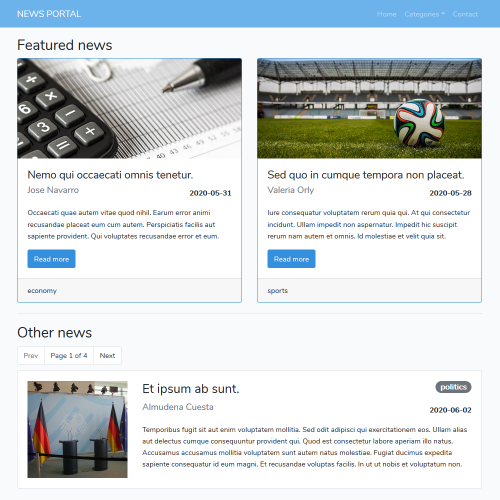 NEWS PORTAL
Home Categories Contact
Featured news
Nemo qui occaecati omnis tenetur.
Jose Navarro
2020-05-31
Occaecati quae autem vitae quod nihil. Earum error animi
recusandae placeat eum cum autem. Perspiciatis facilis aut
sapiente provident. Qui voluptates recusandae error et eum.
Read more
economy
Sed quo in cumque tempora non placeat.
Valeria Orly
2020-05-28
Iure consequatur voluptatem rerum quia qui. At qui consectetur
incidunt. Ullam impedit non aspernatur. Impedit hic suscipit
rerum nam autem et omnis. Id molestiae et velit quia sit.
Read more
sports
Other news
Prev Page 1 of 4 Next
Et ipsum ab sunt.
politics
Almudena Cuesta
2020-06-02
Temporibus fugit sit aut enim voluptatem mollitia. Sed odit adipisci qui exercitationem eos. Ullam alias
aut delectus cumque consequuntur provident qui. Quod est consectetur labore aperiam illo natus.
Accusamus accusamus mollitia voluptatem sunt autem natus molestiae. Fugiat ducimus expedita
sapiente consequatur id eum magni. Et recusandae voluptas facilis. In ut ut nobis et voluptatum non.